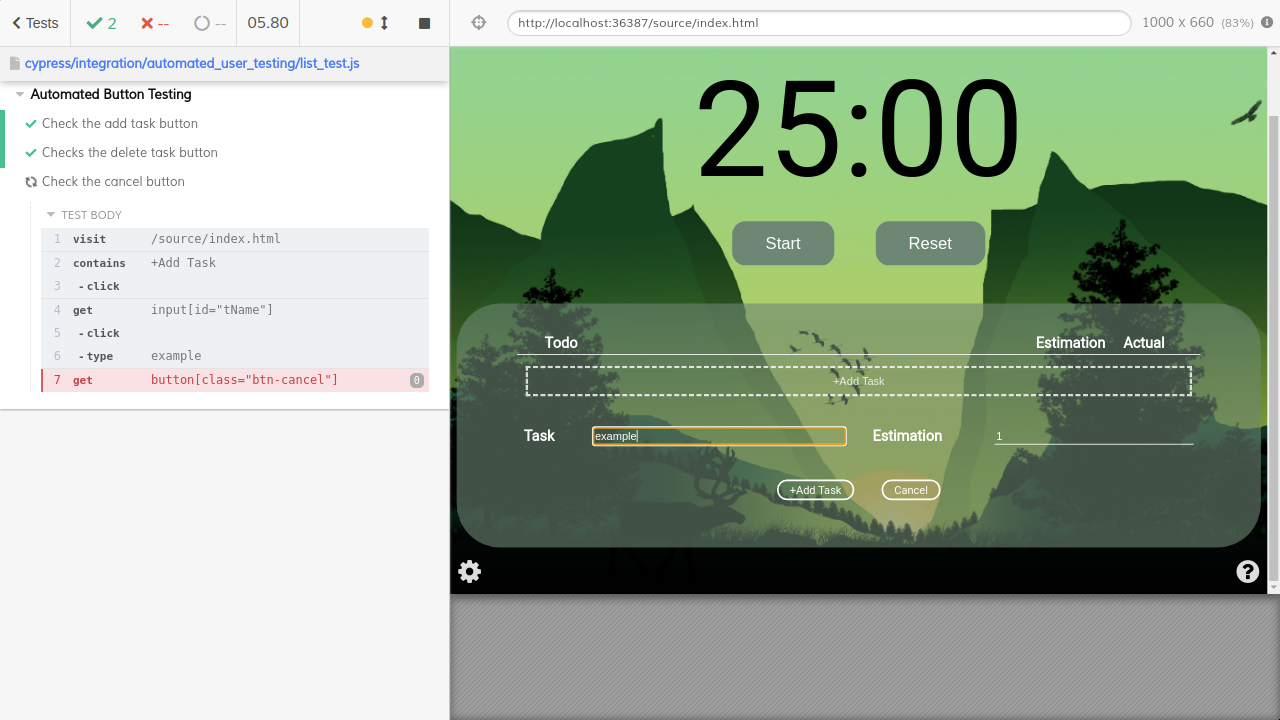 Tests 2 -- -- 05.80
http://localhost:36387/source/index.html 1000 x 660 (83%)
cypress/integration/automated_user_testing/list_test.js
Automated Button Testing
Check the add task button
Checks the delete task button
Check the cancel button
TEST BODY
1 visit /source/index.html
2 contains +Add Task
3 -click
4 get input[id="tName"]
5 -click
6 -type example
7 get button[class="btn-cancel"] 0
25:00
Start Reset
Todo Estimation Actual
+Add Task
Task example Estimation 1
+Add Task Cancel